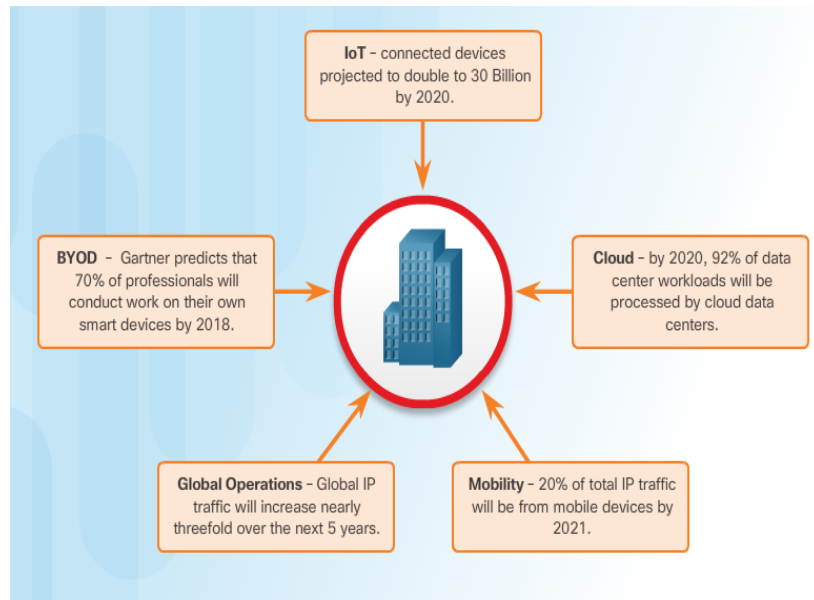 IoT – connected devices
projected to double to 30 Billion
by 2020.
BYOD – Gartner predicts that
70% of professionals will
conduct work on their own
smart devices by 2018.
Cloud – by 2020, 92% of data
center workloads will be
processed by cloud data
centers.
Global Operations – Global IP
traffic will increase nearly
threefold over the next 5 years.
Mobility – 20% of total IP traffic
will be from mobile devices by
2021.